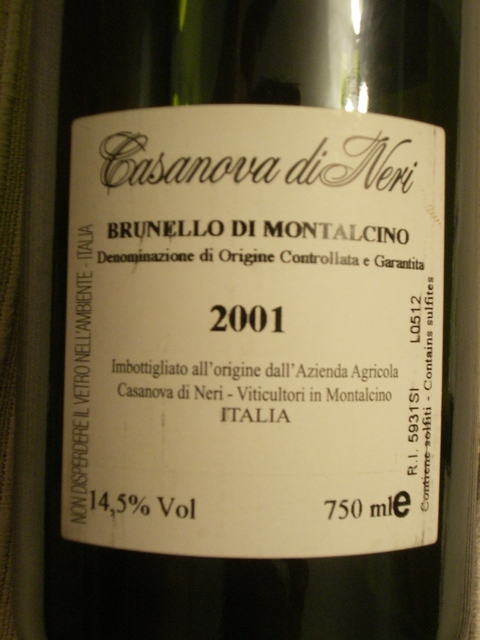 Casanova di Neri
BRUNELLO DI MONTALCINO
Denominazione di Origine Controllata e Garantita
2001
Imbottigliato all'origine dall'Azienda Agricola
Casanova di Neri - Viticultori in Montalcino
ITALIA
14,5% Vol
750 ml e
NON DISPERDERE IL VETRO NELL'AMBIENTE - ITALIA
R.I. 5931SI L0512
Contiene solfiti - Contains sulfites